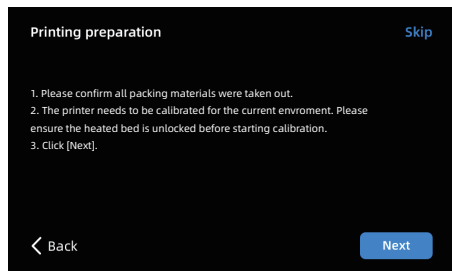 Printing preparation
Skip
1. Please confirm all packing materials were taken out.
2. The printer needs to be calibrated for the current enviroment. Please
ensure the heated bed is unlocked before starting calibration.
3. Click [Next].
Back
Next